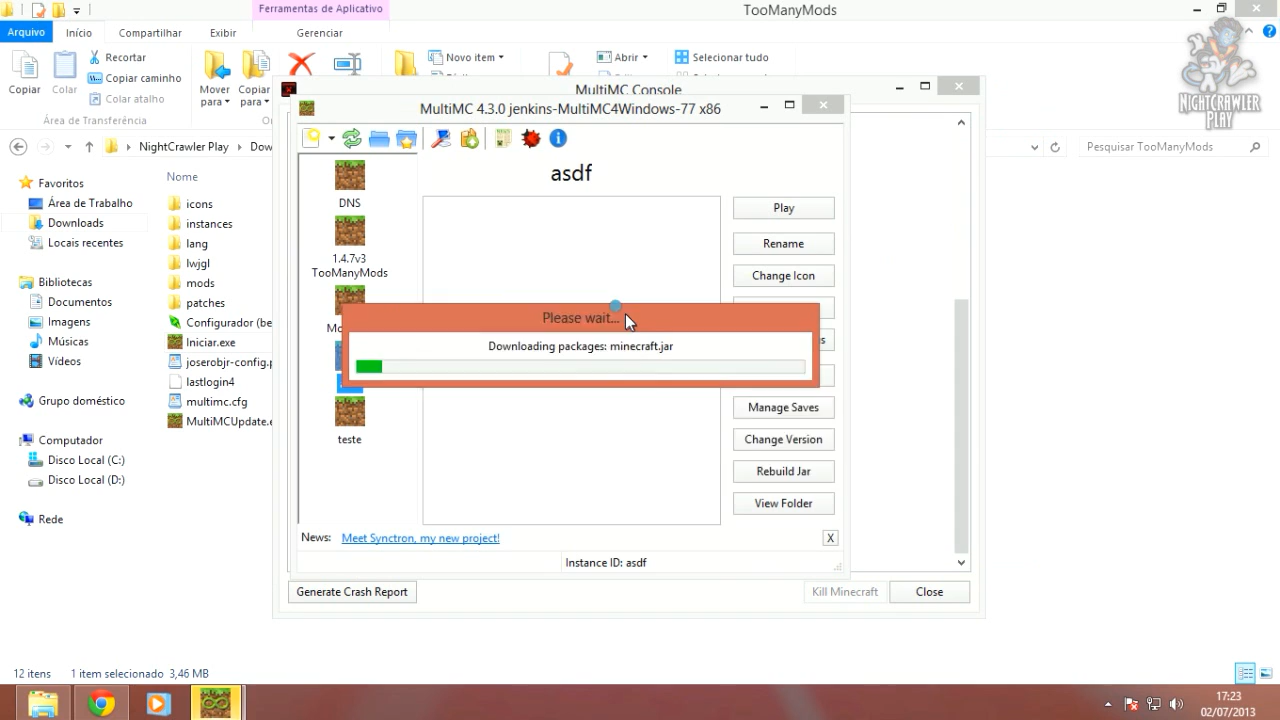 Ferramentas de Aplicativo
TooManyMods
Arquivo
Início
Compartilhar
Exibir
Gerenciar
Copiar
Colar
Recortar
Copiar caminho
Colar atalho
Área de Transferência
Mover para
Copiar para
Novo item
Abrir
Selecionar tudo
NIGHTCRAWLER
PLAY
NightCrawler Play
Pesquisar TooManyMods
Favoritos
Área de Trabalho
Downloads
Locais recentes
Bibliotecas
Documentos
Imagens
Músicas
Vídeos
Grupo doméstico
Computador
Disco Local (C:)
Disco Local (D:)
Rede
Nome
icons
instances
lang
lwjgl
mods
patches
Configurador (be
Iniciar.exe
joserobjr-config.p
lastlogin4
multimc.cfg
MultiMCUpdate.e
MultiMC Console
MultiMC 4.3.0 jenkins-MultiMC4Windows-77 x86
DNS
1.4.7v3
TooManyMods
teste
asdf
Play
Rename
Change Icon
Please wait...
Downloading packages: minecraft.jar
Manage Saves
Change Version
Rebuild Jar
View Folder
News:
Meet Synctron, my new project!
X
Instance ID: asdf
Generate Crash Report
Kill Minecraft
Close
12 itens
1 item selecionado 3,46 MB
17:23
02/07/2013